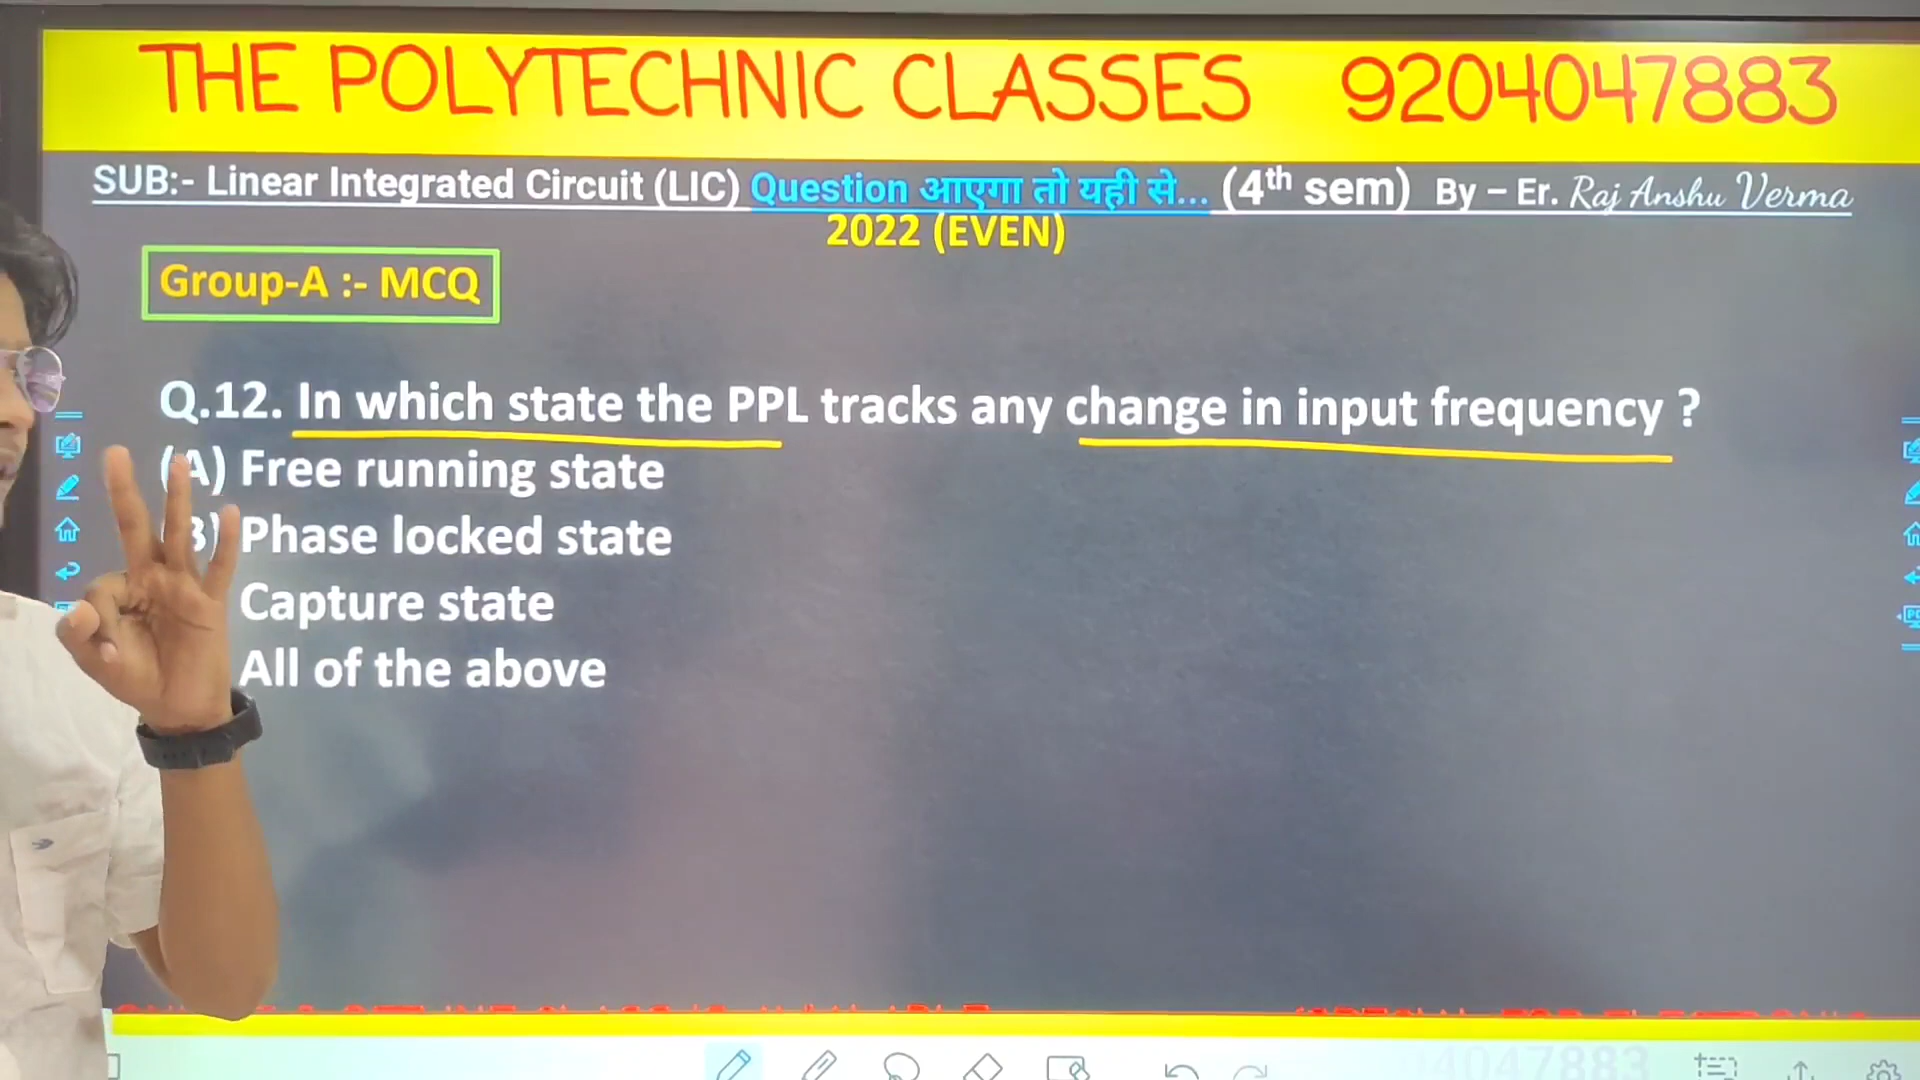 THE POLYTECHNIC CLASSES 9204047883
SUB:- Linear Integrated Circuit (LIC) Question आएगा तो यही से... (4th sem) By – Er. Raj Anshu Verma
2022 (EVEN)
Group-A :- MCQ
Q.12. In which state the PPL tracks any change in input frequency ?
(A) Free running state
(B) Phase locked state
Capture state
All of the above